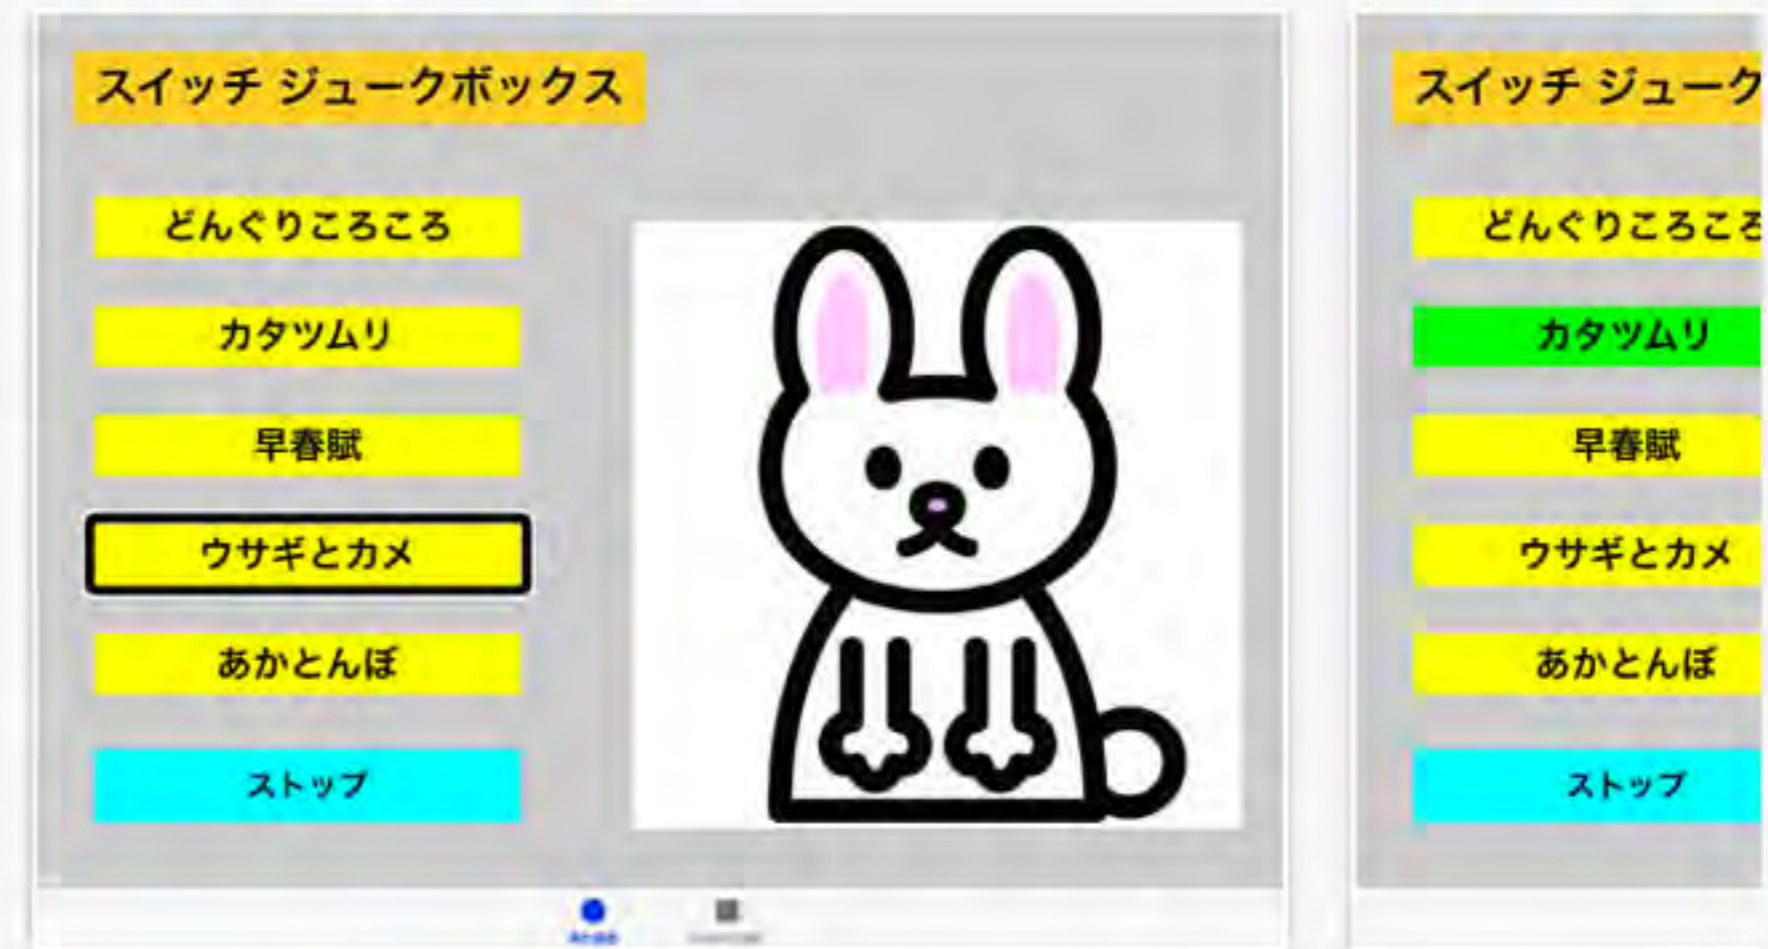 スイッチ ジュークボックス
どんぐりころころ
カタツムリ
早春賦
ウサギとカメ
あかとんぼ
ストップ
スイッチ ジューク
どんぐりころころ
カタツムリ
早春賦
ウサギとカメ
あかとんぼ
ストップ